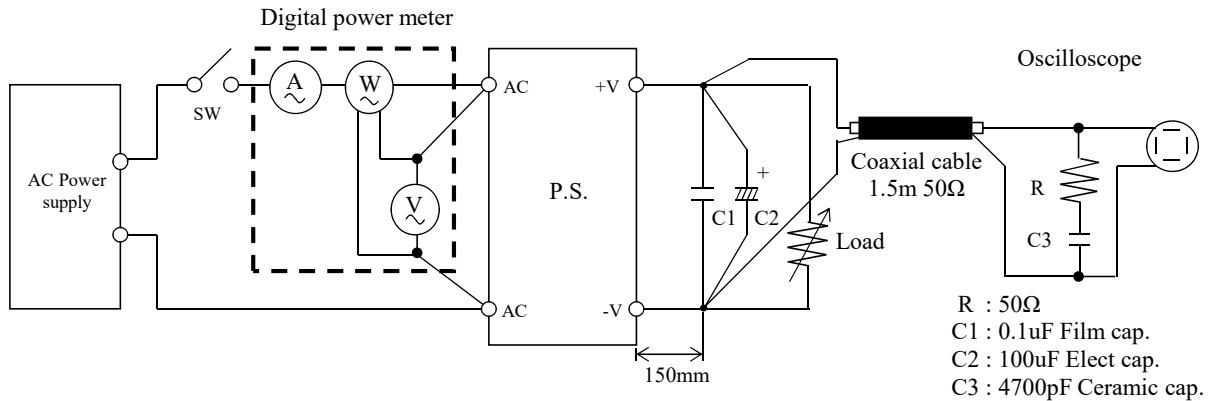 Digital power meter
Oscilloscope
A
W
SW
AC
+V
AC Power
supply
V
P.S.
C1
+
C2
Load
Coaxial cable
1.5m 50Ω
R
C3
AC
-V
150mm
R : 50Ω
C1 : 0.1uF Film cap.
C2 : 100uF Elect cap.
C3 : 4700pF Ceramic cap.